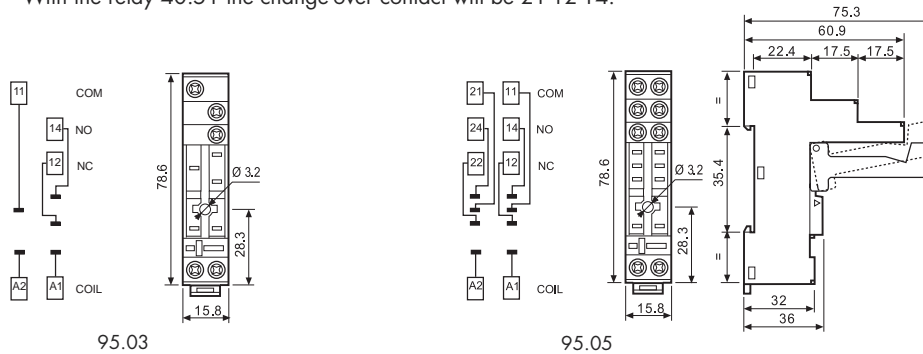 With the relay the change over contact will be 21-12-14.
75.3
60.9
22.4 17.5 17.5
11 COM
14 NO
12 NC
A2 A1 COIL
78.6
Ø 3.2
28.3
15.8
95.03
21 11 COM
24 14 NO
22 12 NC
A2 A1 COIL
78.6
Ø 3.2
28.3
15.8
95.05
=
35.4
=
32
36